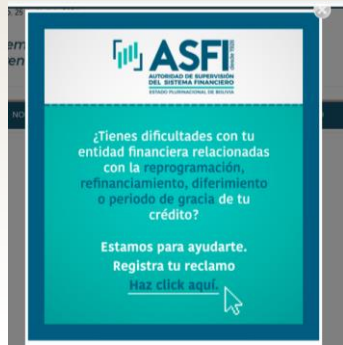 ASFI
desde 1928
AUTORIDAD DE SUPERVISIÓN
DEL SISTEMA FINANCIERO
ESTADO PLURINACIONAL DE BOLIVIA
¿Tienes dificultades con tu
entidad financiera relacionadas
con la reprogramación,
refinanciamiento, diferimiento
o periodo de gracia de tu
crédito?
Estamos para ayudarte.
Registra tu reclamo
Haz click aquí.